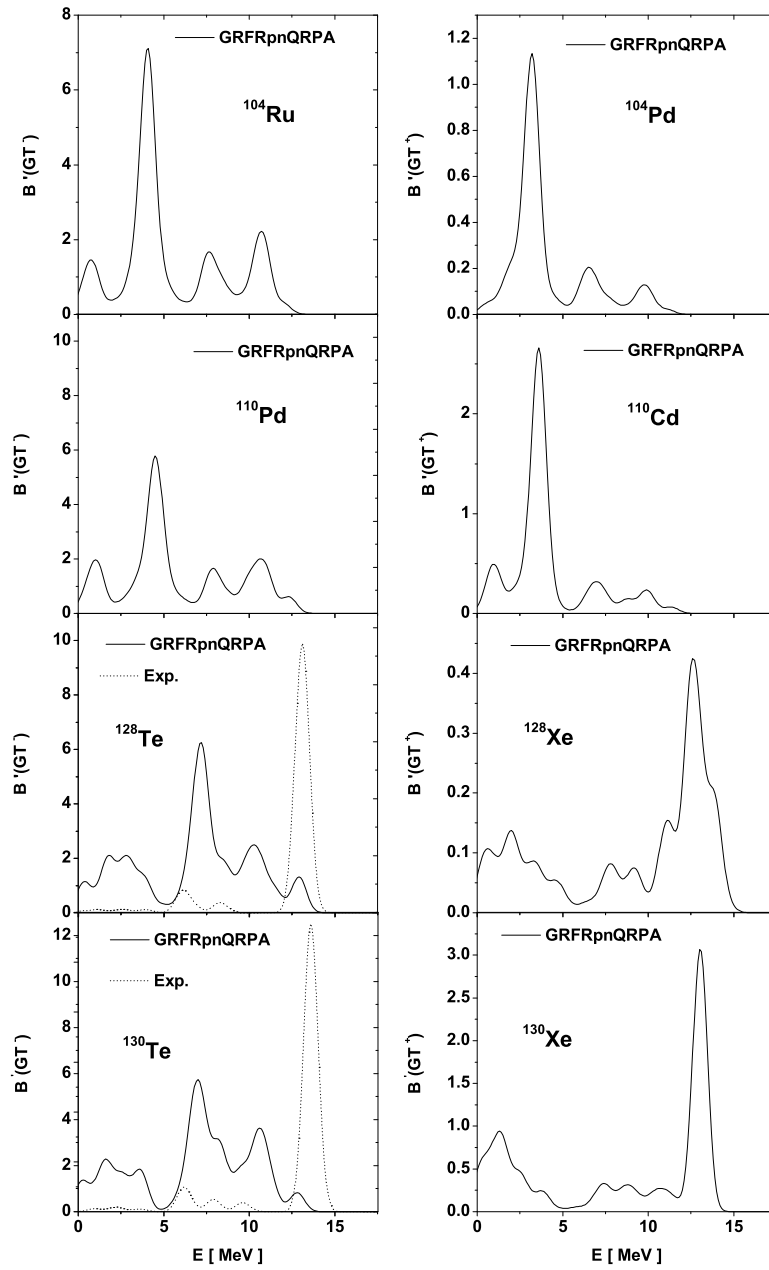 8
6
4
2
0
B '(GT⁻)
GRFRpnQRPA
¹⁰⁴Ru
1.2
1.0
0.8
0.6
0.4
0.2
0.0
B '(GT⁺)
GRFRpnQRPA
¹⁰⁴Pd
10
8
6
4
2
0
B '(GT⁻)
GRFRpnQRPA
¹¹⁰Pd
2
1
0
B '(GT⁺)
GRFRpnQRPA
¹¹⁰Cd
10
8
6
4
2
0
B '(GT⁻)
GRFRpnQRPA
Exp.
¹²⁸Te
0.4
0.3
0.2
0.1
0.0
B '(GT⁺)
GRFRpnQRPA
¹²⁸Xe
12
10
8
6
4
2
0
B'(GT⁻)
GRFRpnQRPA
Exp.
¹³⁰Te
0 5 10 15
E [ MeV ]
3.0
2.5
2.0
1.5
1.0
0.5
0.0
B'(GT⁺)
GRFRpnQRPA
¹³⁰Xe
0 5 10 15
E [ MeV ]